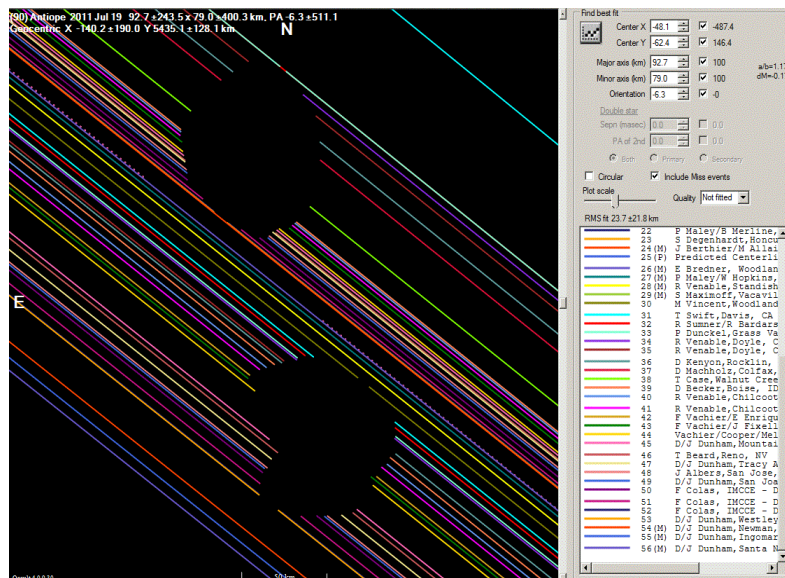 (90) Antiope 2011 Jul 19 92.7±243.5 x 79.0±400.3 km, PA -6.3±511.1
Geocentric X -140.2±190.0 Y 5435.1±128.1 km
N
E
50 km
Find best fit
Center X -48.1 -487.4
Center Y -62.4 146.4
Major axis (km) 92.7 100
Minor axis (km) 79.0 100
Orientation -6.3 -0
a/b=1.17
dM=-0.1
Double star
Sepn (masec) 0.0 0.0
PA of 2nd 0.0 0.0
Both Primary Secondary
Circular Include Miss events
Plot scale
Quality Not fitted
RMS fit 23.7 ±21.8 km
22 P Maley/B Merline,
23 S Degenhardt,Honcu
24(M) J Berthier/M Allai
25(P) Predicted Centerli
26(M) E Bredner, Woodlan
27(M) P Maley/W Hopkins,
28(M) R Venable,Standish
29(M) S Maximoff,Vacavil
30 M Vincent,Woodland
31 T Swift,Davis, CA
32 R Sumner/R Bardars
33 P Dunckel,Grass Va
34 R Venable,Doyle, C
35 R Venable,Doyle, C
36 D Kenyon,Rocklin,
37 D Machholz,Colfax,
38 T Case,Walnut Cree
39 D Becker,Boise, ID
40 R Venable,Chilcoot
41 R Venable,Chilcoot
42 F Vachier/E Enriqu
43 F Vachier/J Fixell
44 Vachier/Cooper/Mel
45 D/J Dunham,Mountai
46 T Beard,Reno, NV
47 D/J Dunham,Tracy A
48 J Albers,San Jose,
49 D/J Dunham,San Joa
50 F Colas, IMCCE - D
51 F Colas, IMCCE - D
52 F Colas, IMCCE - D
53 D/J Dunham,Westley
54(M) D/J Dunham,Newman,
55(M) D/J Dunham,Ingomar
56(M) D/J Dunham,Santa N